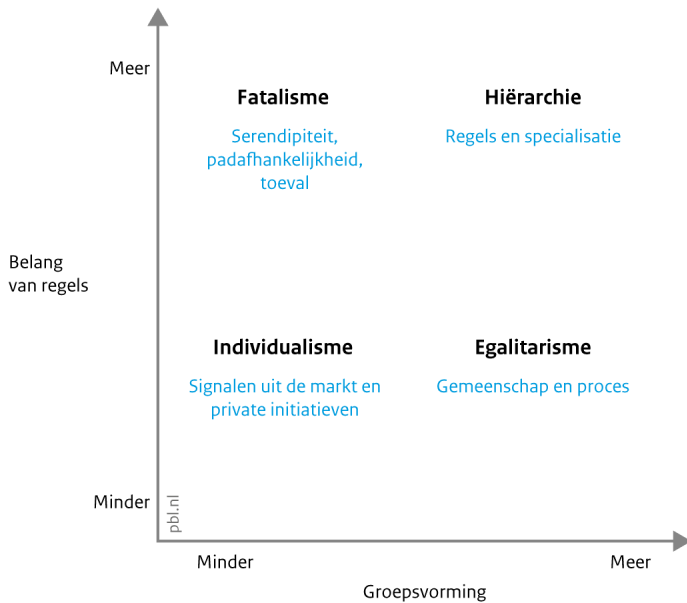 Meer
Fatalisme
Serendipiteit,
padafhankelijkheid,
toeval
Hiërarchie
Regels en specialisatie
Belang
van regels
Individualisme
Signalen uit de markt en
private initiatieven
Egalitarisme
Gemeenschap en proces
Minder
pbl.nl
Minder
Meer
Groepsvorming